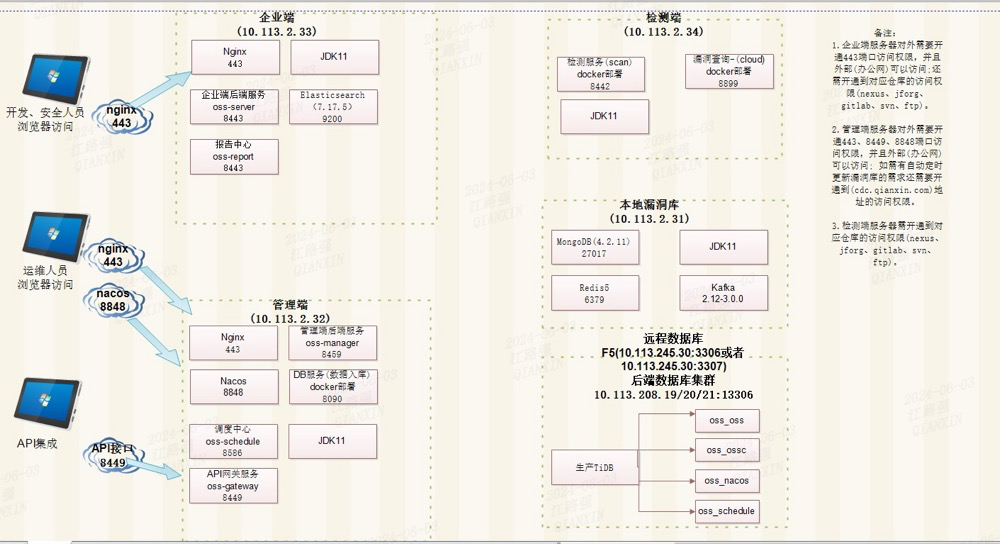 开发、安全人员
浏览器访问
nginx
443
企业端
(10.113.2.33)
Nginx
443
JDK11
企业端后端服务
oss-server
8443
Elasticsearch
(7.17.5)
9200
报告中心
oss-report
8443
运维人员
浏览器访问
nginx
443
nacos
8848
API集成
API接口
8449
管理端
(10.113.2.32)
Nginx
443
管理端后端服务
oss-manager
8459
Nacos
8848
DB服务(数据入库)
docker部署
8090
调度中心
oss-schedule
8586
JDK11
API网关服务
oss-gateway
8449
检测端
(10.113.2.34)
检测服务(scan)
docker部署
8442
漏洞查询-(cloud)
docker部署
8899
JDK11
本地漏洞库
(10.113.2.31)
MongoDB(4.2.11)
27017
JDK11
Redis5
6379
Kafka
2.12-3.0.0
远程数据库
F5(10.113.245.30:3306或者
10.113.245.30:3307)
后端数据库集群
10.113.208.19/20/21:13306
生产TiDB
oss_oss
oss_ossc
oss_nacos
oss_schedule
备注:
1.企业端服务器对外需要开
通443端口访问权限，并且
外部(办公网)可以访问;还
需开通到对应仓库的访问权
限(nexus、jforg、
gitlab、svn、ftp)。
2.管理端服务器对外需要开
通443、8449、8848端口访
问权限，并且外部(办公网)
可以访问；如需有自动定时
更新漏洞库的需求还需要开
通到(cdc.qianxin.com)地
址的访问权限。
3.检测端服务器需开通到对
应仓库的访问权限(nexus、
jforg、gitlab、svn、
ftp)。